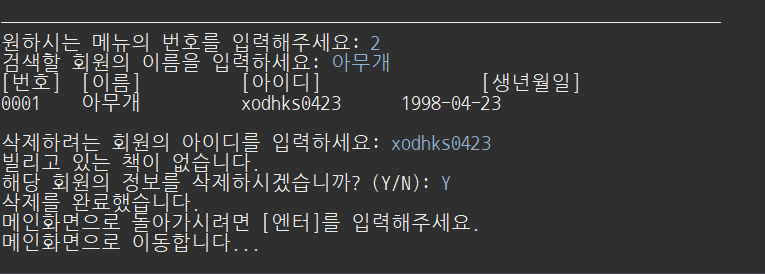 원하시는 메뉴의 번호를 입력해주세요: 2
검색할 회원의 이름을 입력하세요: 아무개
[번호] [이름] [아이디] [생년월일]
0001 아무개 xodhks0423 1998-04-23
삭제하려는 회원의 아이디를 입력하세요: xodhks0423
빌리고 있는 책이 없습니다.
해당 회원의 정보를 삭제하시겠습니까? (Y/N): Y
삭제를 완료했습니다.
메인화면으로 돌아가시려면 [엔터]를 입력해주세요.
메인화면으로 이동합니다...